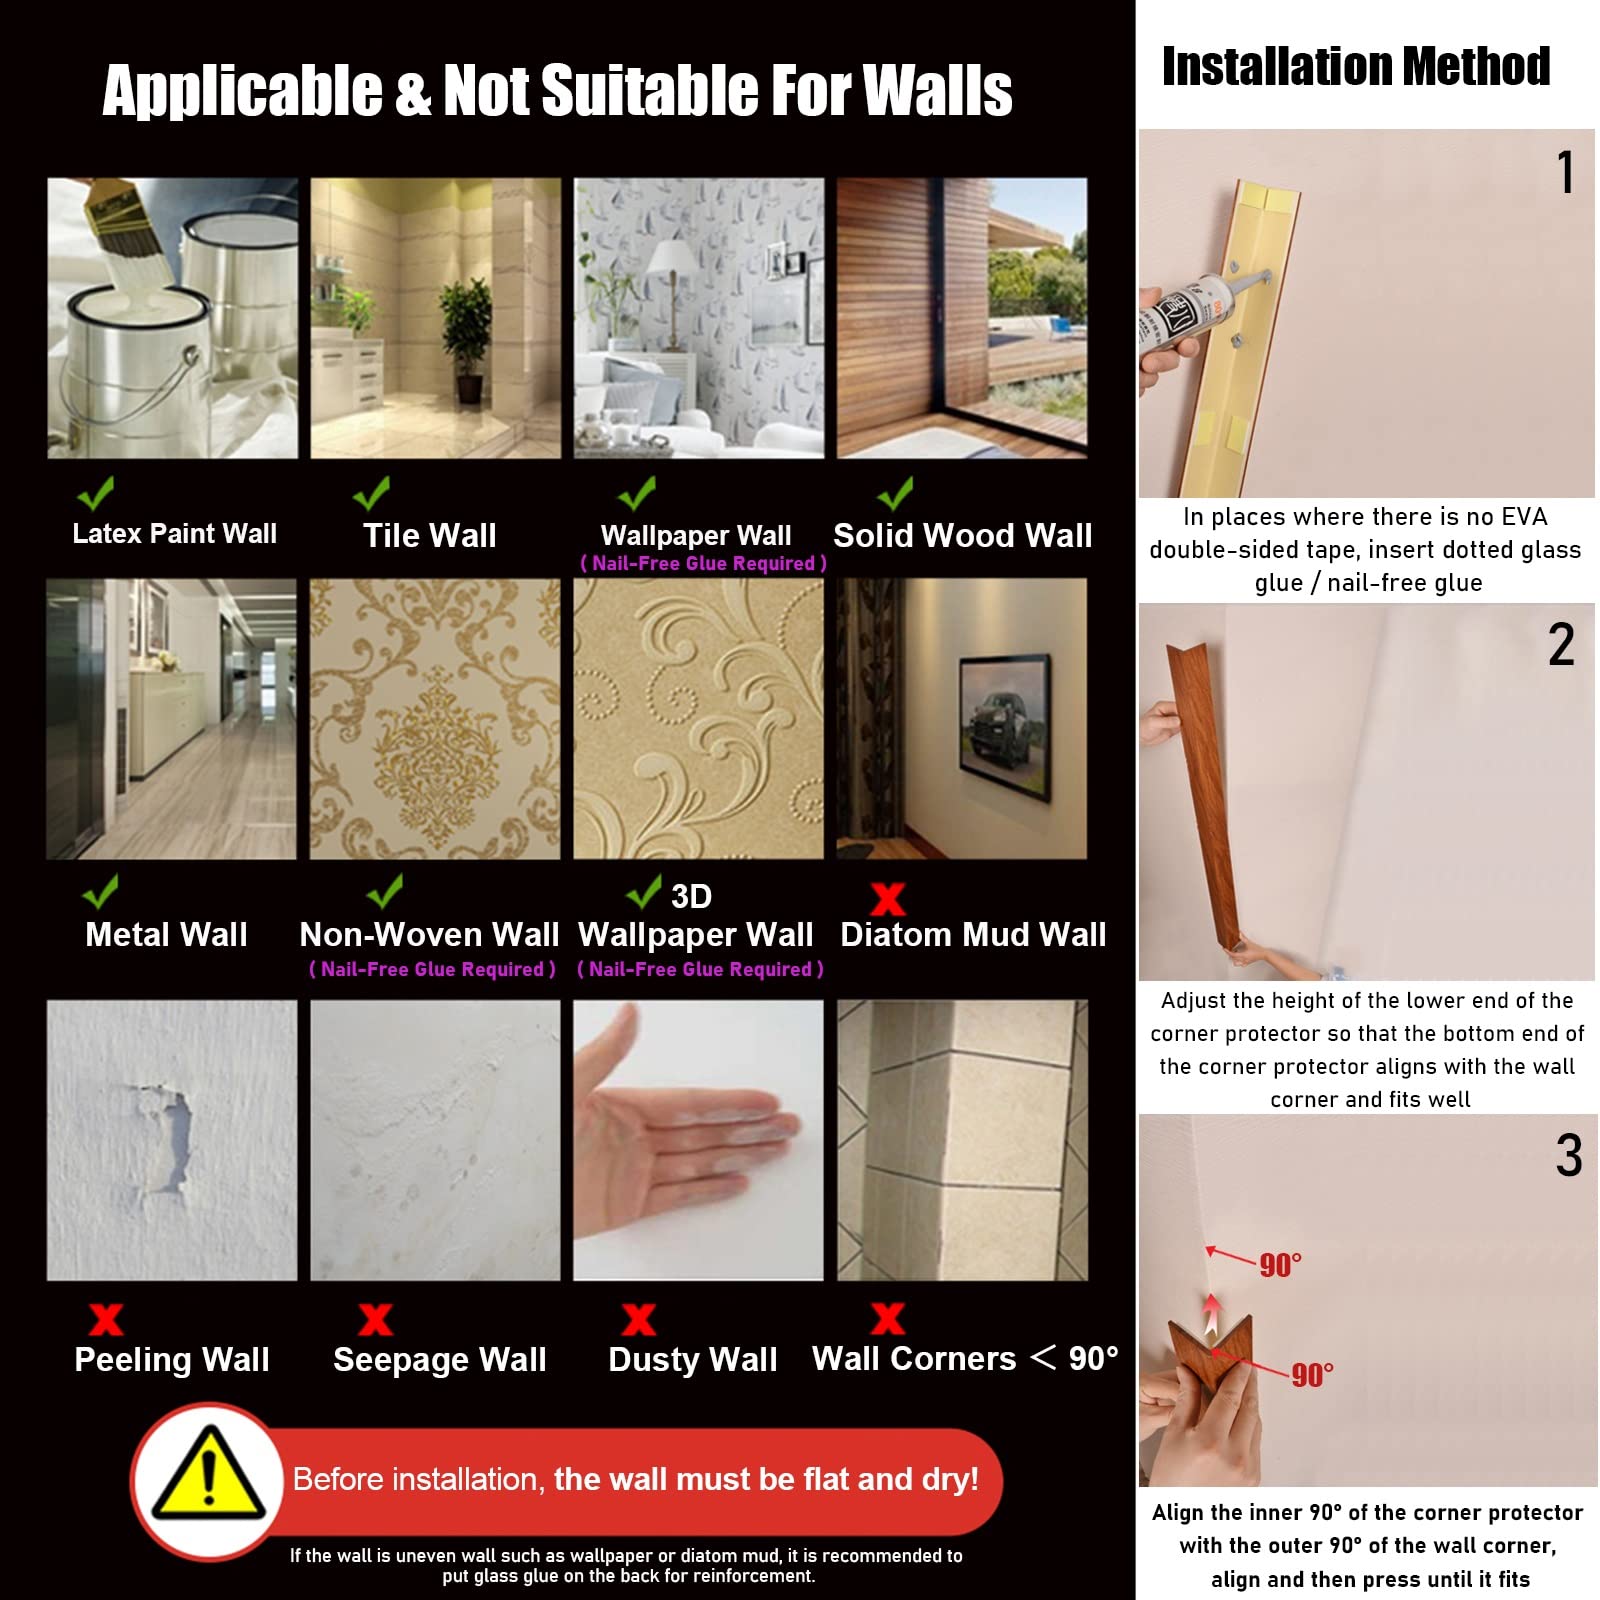 Applicable & Not Suitable For Walls
Latex Paint Wall
Tile Wall
Wallpaper Wall
( Nail-Free Glue Required )
Solid Wood Wall
Metal Wall
Non-Woven Wall
( Nail-Free Glue Required )
3D
Wallpaper Wall
( Nail-Free Glue Required )
Diatom Mud Wall
Peeling Wall
Seepage Wall
Dusty Wall
Wall Corners < 90°
Before installation, the wall must be flat and dry!
If the wall is uneven wall such as wallpaper or diatom mud, it is recommended to
put glass glue on the back for reinforcement.
Installation Method
1
In places where there is no EVA
double-sided tape, insert dotted glass
glue / nail-free glue
2
Adjust the height of the lower end of the
corner protector so that the bottom end of
the corner protector aligns with the wall
corner and fits well
3
90°
90°
Align the inner 90° of the corner protector
with the outer 90° of the wall corner,
align and then press until it fits